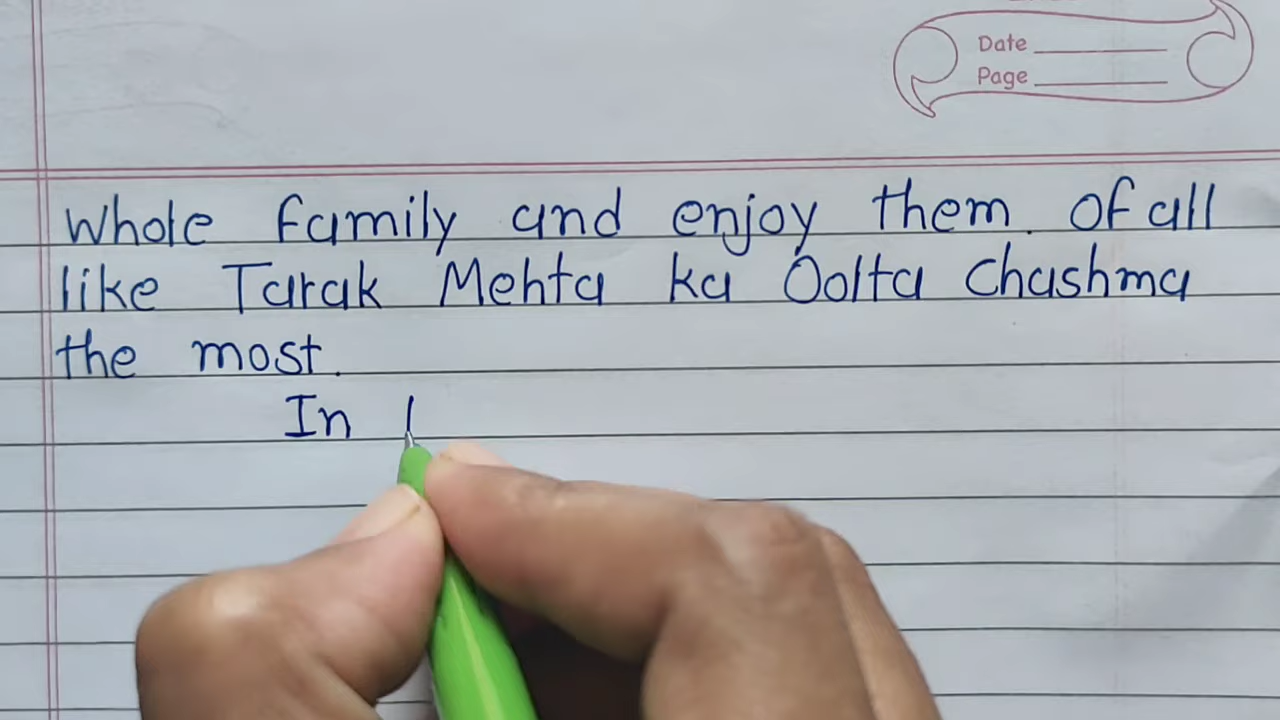 Date
Page
Whole family and enjoy them. Of all
like Tarak Mehta ka Oolta Chashma
the most.
In